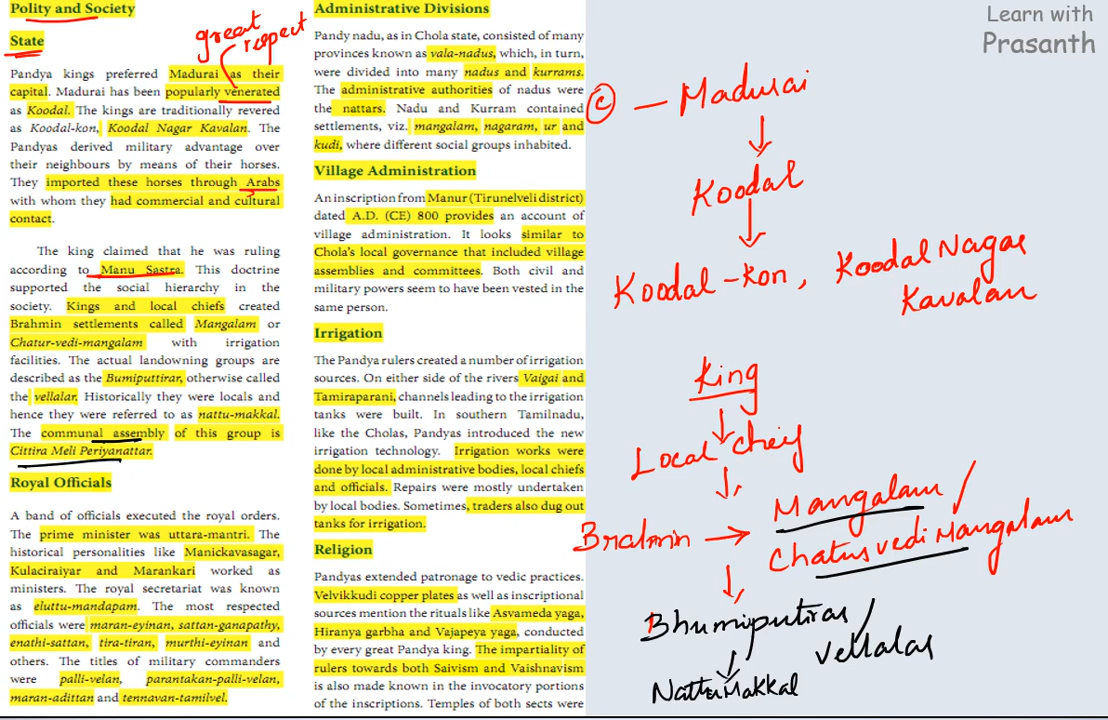 Polity and Society
State
great
respect
Pandya kings preferred Madurai as their
capital. Madurai has been popularly venerated
as Koodal. The kings are traditionally revered
as Koodal-kon, Koodal Nagar Kavalan. The
Pandyas derived military advantage over
their neighbours by means of their horses.
They imported these horses through Arabs
with whom they had commercial and cultural
contact.
The king claimed that he was ruling
according to Manu Sastra. This doctrine
supported the social hierarchy in the
society. Kings and local chiefs created
Brahmin settlements called Mangalam or
Chatur-vedi-mangalam with irrigation
facilities. The actual landowning groups are
described as the Bumiputtirar, otherwise called
the vellalar. Historically they were locals and
hence they were referred to as nattu-makkal.
The communal assembly of this group is
Cittira Meli Periyanattar.
Royal Officials
A band of officials executed the royal orders.
The prime minister was uttara-mantri. The
historical personalities like Manickavasagar,
Kulaciraiyar and Marankari worked as
ministers. The royal secretariat was known
as eluttu-mandapam. The most respected
officials were maran-eyinan, sattan-ganapathy,
enathi-sattan, tira-tiran, murthi-eyinan and
others. The titles of military commanders
were palli-velan, parantakan-palli-velan,
maran-adittan and tennavan-tamilvel.
Administrative Divisions
Pandy nadu, as in Chola state, consisted of many
provinces known as vala-nadus, which, in turn,
were divided into many nadus and kurrams.
The administrative authorities of nadus were
the nattars. Nadu and Kurram contained
settlements, viz. mangalam, nagaram, ur and
kudi, where different social groups inhabited.
Village Administration
An inscription from Manur (Tirunelveli district)
dated A.D. (CE) 800 provides an account of
village administration. It looks similar to
Chola's local governance that included village
assemblies and committees. Both civil and
military powers seem to have been vested in the
same person.
Irrigation
The Pandya rulers created a number of irrigation
sources. On either side of the rivers Vaigai and
Tamiraparani, channels leading to the irrigation
tanks were built. In southern Tamilnadu,
like the Cholas, Pandyas introduced the new
irrigation technology. Irrigation works were
done by local administrative bodies, local chiefs
and officials. Repairs were mostly undertaken
by local bodies. Sometimes, traders also dug out
tanks for irrigation.
Religion
Pandyas extended patronage to vedic practices.
Velvikkudi copper plates as well as inscriptional
sources mention the rituals like Asvameda yaga,
Hiranya garbha and Vajapeya yaga, conducted
by every great Pandya king. The impartiality of
rulers towards both Saivism and Vaishnavism
is also made known in the invocatory portions
of the inscriptions. Temples of both sects were
Learn with
Prasanth
© — Madurai
Koodal
Koodal-kon, Koodal Nagar
Kavalan
King
Local Chief
Bralmin → Mangalam /
Chatur vedi Mangalam
Bhumiputiras /
Vellalar
Nattu Makkal